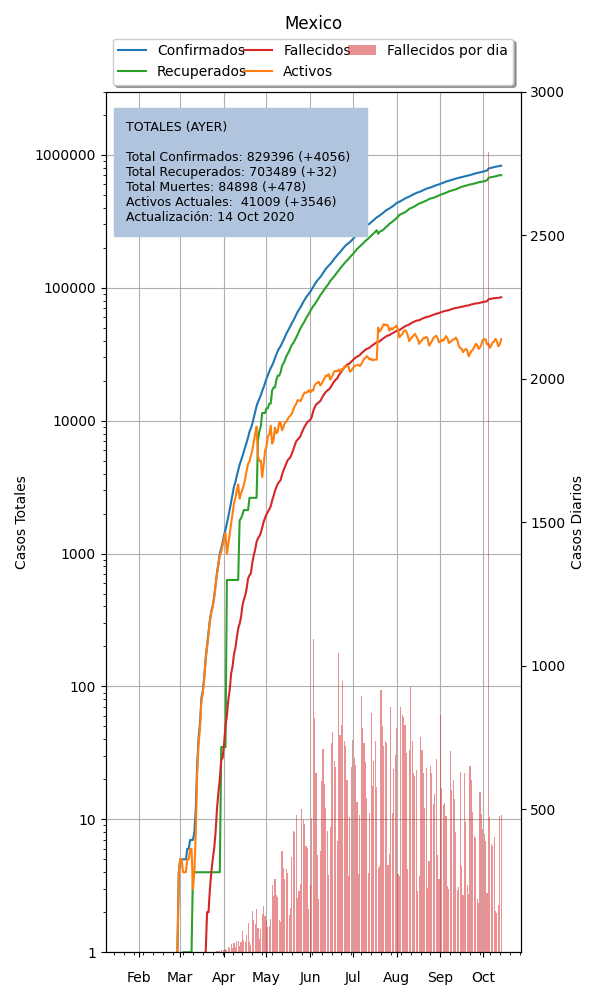 Mexico
Confirmados
Recuperados
Fallecidos
Activos
Fallecidos por dia
TOTALES (AYER)
Total Confirmados: 829396 (+4056)
Total Recuperados: 703489 (+32)
Total Muertes: 84898 (+478)
Activos Actuales:  41009 (+3546)
Actualización: 14 Oct 2020
Casos Totales
1000000
100000
10000
1000
100
10
1
3000
2500
2000
1500
1000
500
Casos Diarios
Feb Mar Apr May Jun Jul Aug Sep Oct